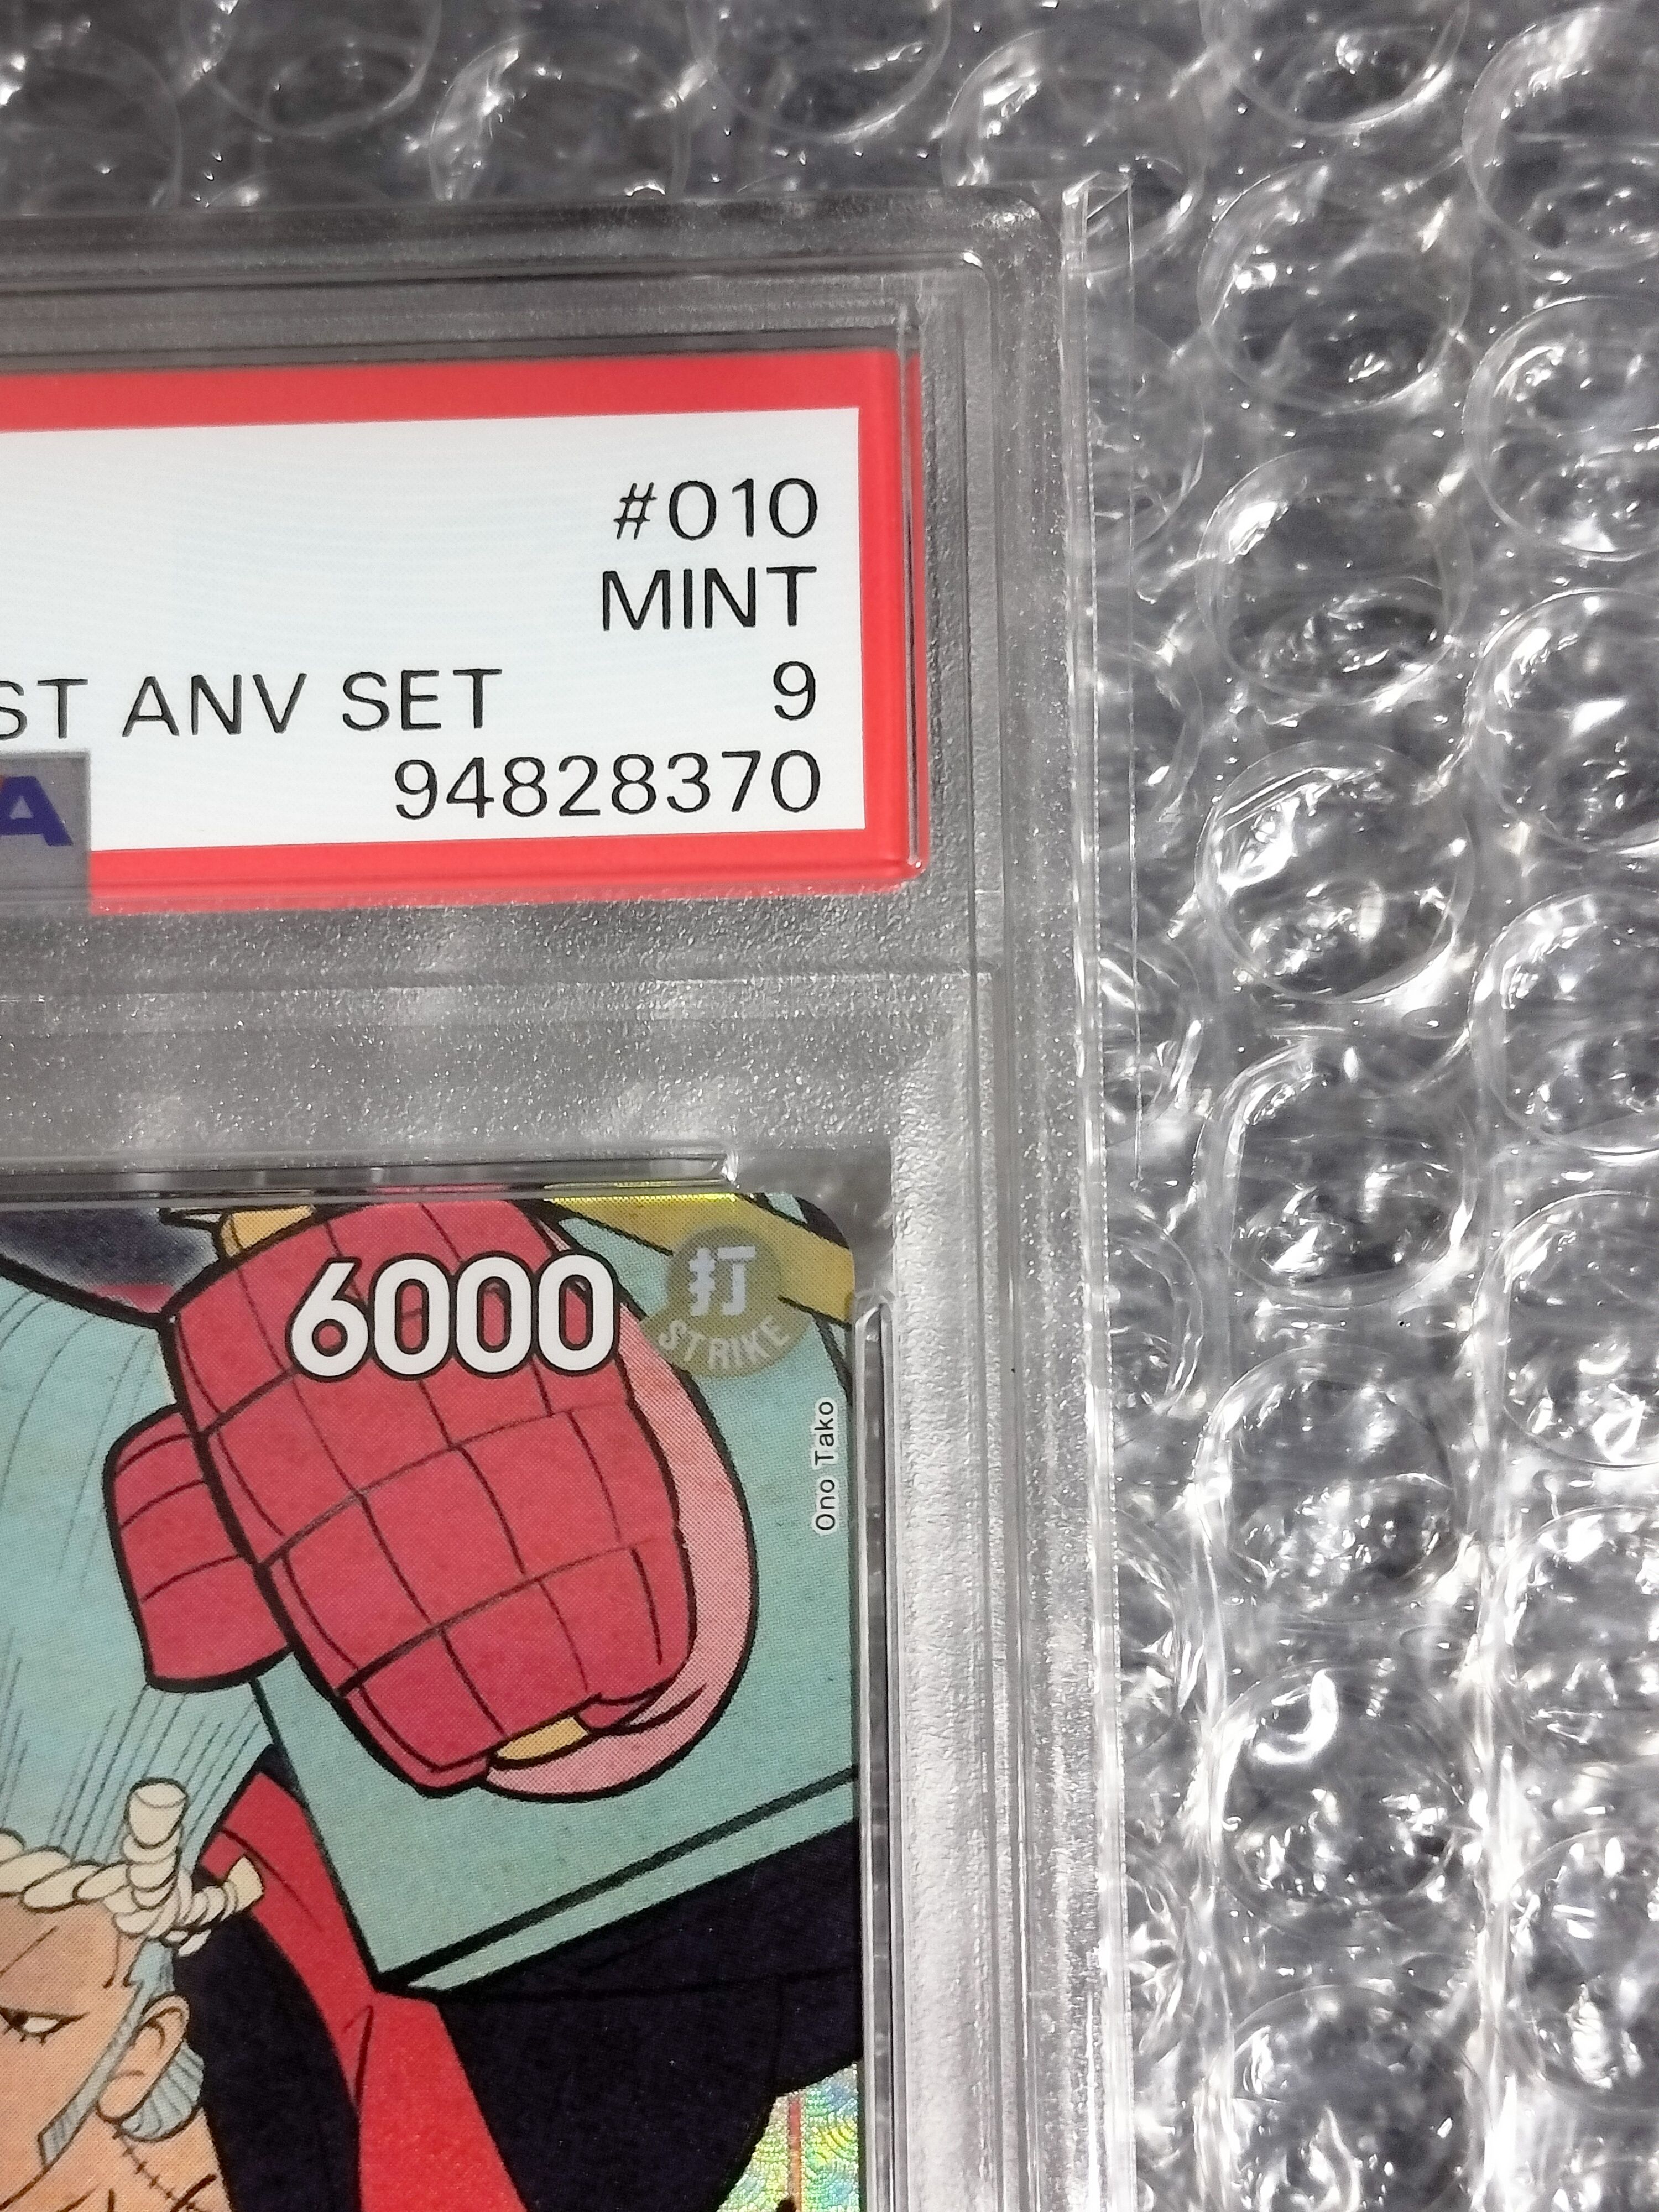 #010
MINT
ST ANV SET 9
A 94828370
6000 打
STRIKE
Ono Tako